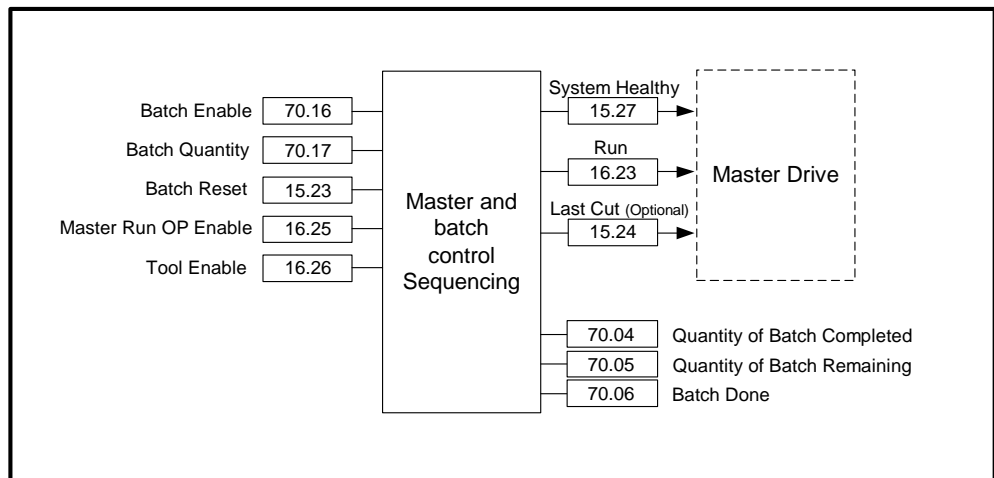 Batch Enable 70.16
Batch Quantity 70.17
Batch Reset 15.23
Master Run OP Enable 16.25
Tool Enable 16.26
Master and
batch
control
Sequencing
System Healthy
15.27
Run
16.23
Last Cut (Optional)
15.24
Master Drive
70.04 Quantity of Batch Completed
70.05 Quantity of Batch Remaining
70.06 Batch Done